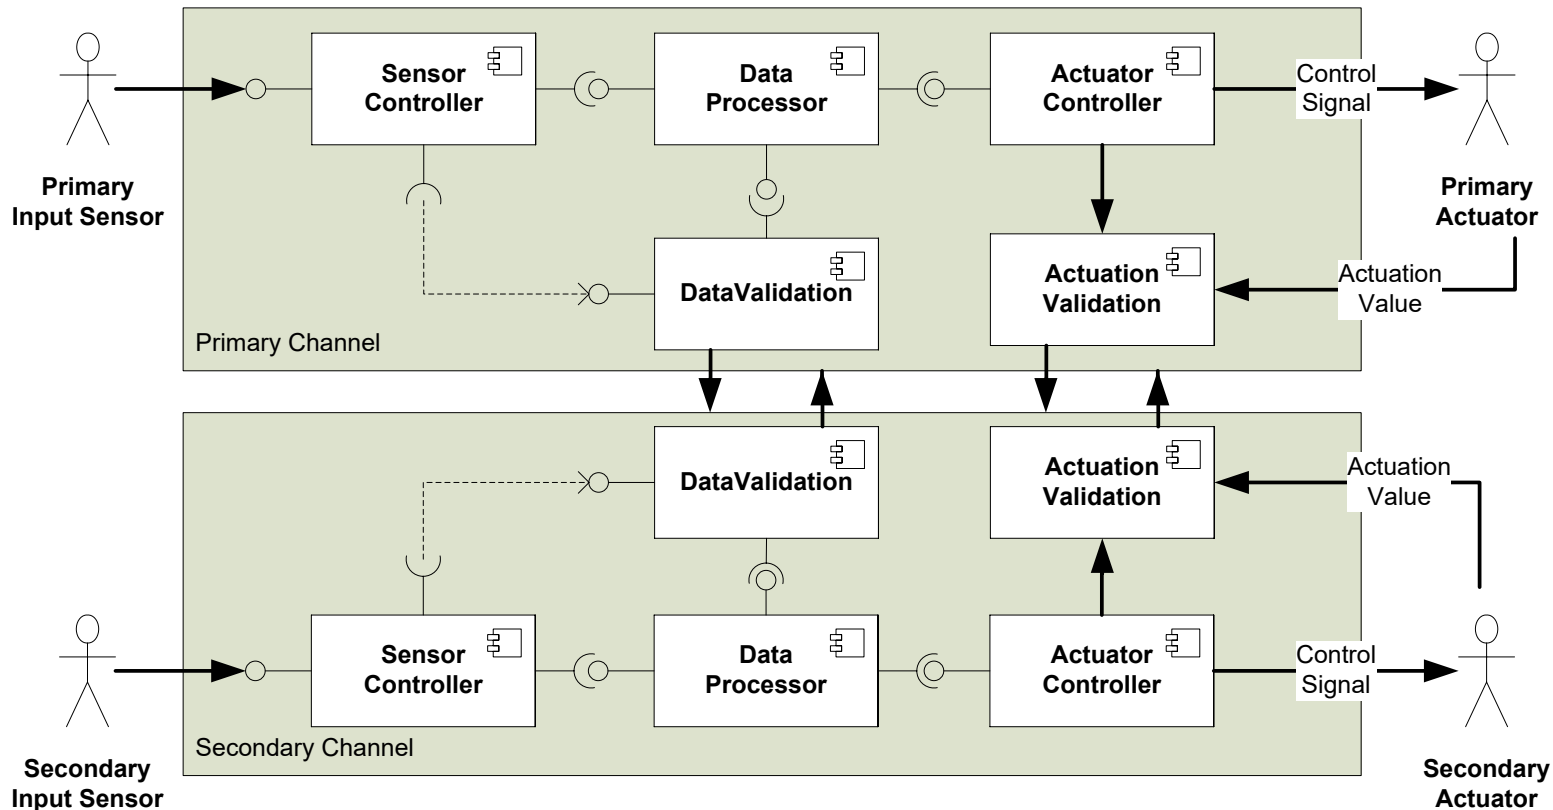 Sensor
Controller
Data
Processor
Actuator
Controller
Control
Signal
Primary
Input Sensor
Primary
Actuator
DataValidation
Actuation
Validation
Actuation
Value
Primary Channel
DataValidation
Actuation
Validation
Actuation
Value
Sensor
Controller
Data
Processor
Actuator
Controller
Control
Signal
Secondary Channel
Secondary
Input Sensor
Secondary
Actuator